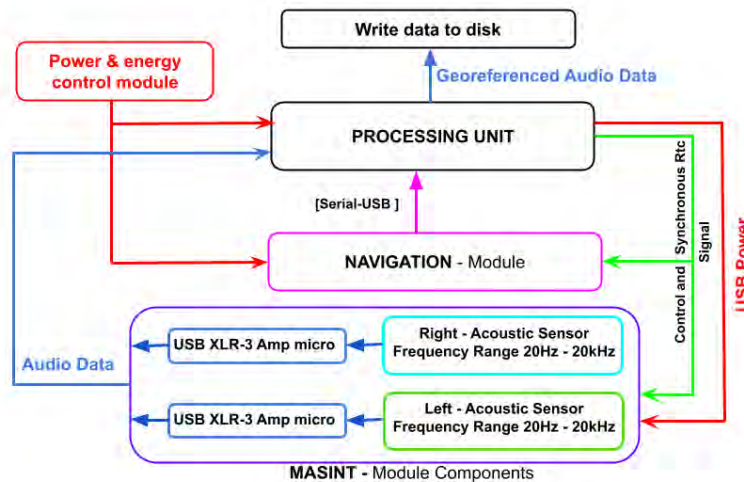 Write data to disk
Power & energy
control module
Georeferenced Audio Data
PROCESSING UNIT
[Serial-USB ]
NAVIGATION - Module
Control and Synchronous Rtc
Signal
USB Power
Audio Data
USB XLR-3 Amp micro
Right - Acoustic Sensor
Frequency Range 20Hz - 20kHz
USB XLR-3 Amp micro
Left - Acoustic Sensor
Frequency Range 20Hz - 20kHz
MASINT - Module Components